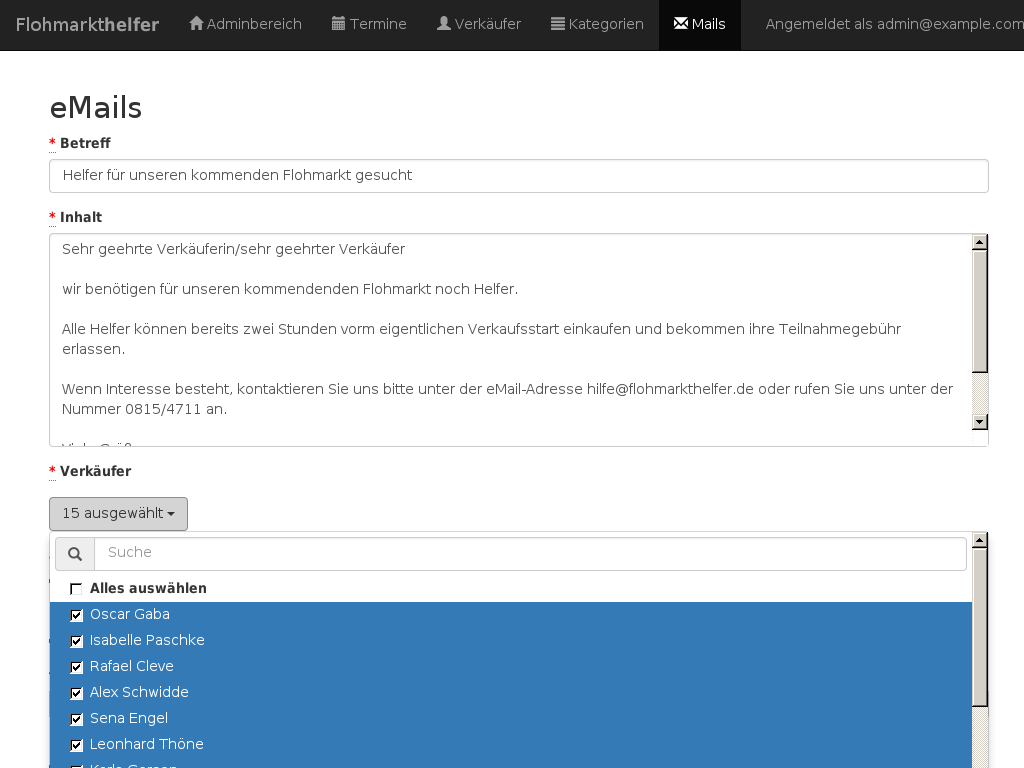 Flohmarkthelfer Adminbereich Termine Verkäufer Kategorien Mails Angemeldet als admin@example.com
eMails
* Betreff
Helfer für unseren kommenden Flohmarkt gesucht
* Inhalt
Sehr geehrte Verkäuferin/sehr geehrter Verkäufer
wir benötigen für unseren kommendenden Flohmarkt noch Helfer.
Alle Helfer können bereits zwei Stunden vorm eigentlichen Verkaufsstart einkaufen und bekommen ihre Teilnahmegebühr
erlassen.
Wenn Interesse besteht, kontaktieren Sie uns bitte unter der eMail-Adresse hilfe@flohmarkthelfer.de oder rufen Sie uns unter der
Nummer 0815/4711 an.
* Verkäufer
15 ausgewählt
Suche
Alles auswählen
Oscar Gaba
Isabelle Paschke
Rafael Cleve
Alex Schwidde
Sena Engel
Leonhard Thöne